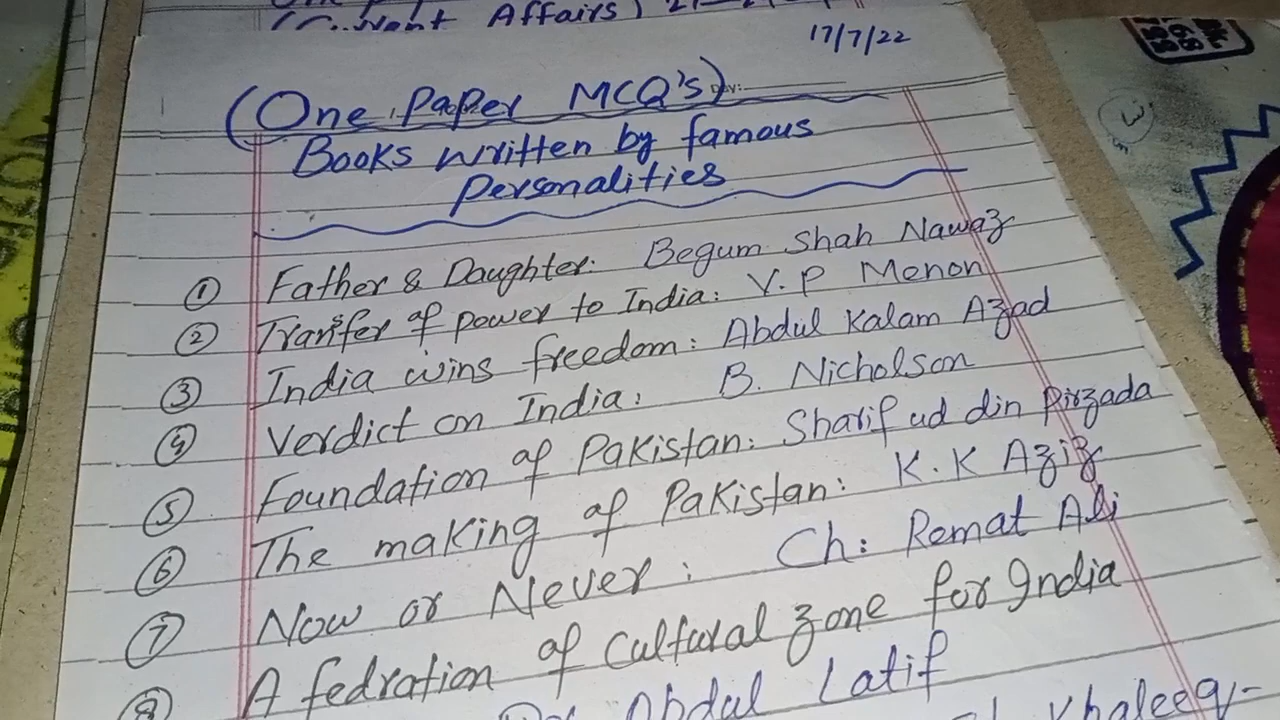 Affairs)
17/7/22
(One Paper MCQ's)
Books written by famous
Personalities
① Father & Daughter: Begum Shah Nawaz
② Transfer of power to India: V.P Menon
③ India wins freedom: Abdul Kalam Azad
④ Verdict on India: B. Nicholson
⑤ Foundation of Pakistan: Sharif ud din Pirzada
⑥ The making of Pakistan: K.K Aziz
⑦ Now or Never: Ch: Remat Ali
⑧ A fedration of Cultural zone for India
Abdul Latif
Khaleeq-